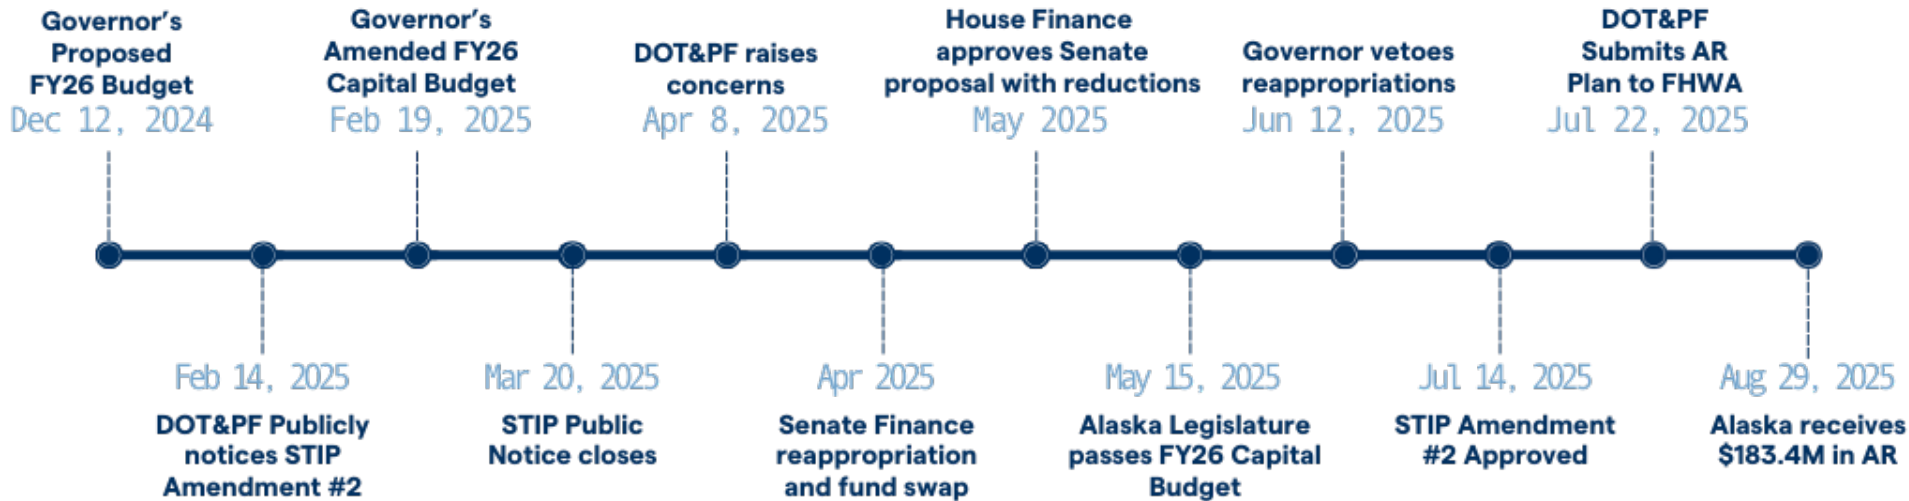 Governor's
Proposed
FY26 Budget
Dec 12, 2024
Feb 14, 2025
DOT&PF Publicly
notices STIP
Amendment #2
Governor's
Amended FY26
Capital Budget
Feb 19, 2025
Mar 20, 2025
STIP Public
Notice closes
DOT&PF raises
concerns
Apr 8, 2025
Apr 2025
Senate Finance
reappropriation
and fund swap
House Finance
approves Senate
proposal with reductions
May 2025
May 15, 2025
Alaska Legislature
passes FY26 Capital
Budget
Governor vetoes
reappropriations
Jun 12, 2025
Jul 14, 2025
STIP Amendment
#2 Approved
DOT&PF
Submits AR
Plan to FHWA
Jul 22, 2025
Aug 29, 2025
Alaska receives
$183.4M in AR